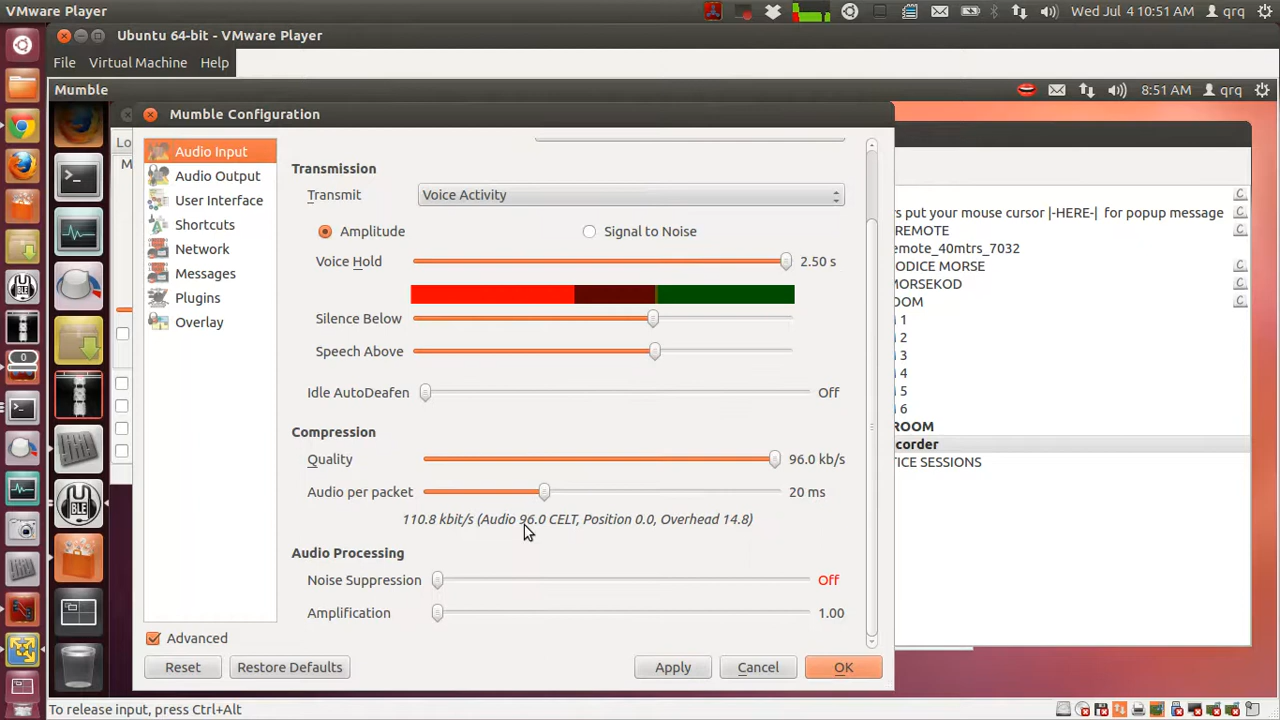 VMware Player
Wed Jul 4 10:51 AM
qrq
Ubuntu 64-bit - VMware Player
File
Virtual Machine
Help
Mumble
8:51 AM
qrq
Mumble Configuration
Lo
M
Audio Input
Audio Output
User Interface
Shortcuts
Network
Messages
Plugins
Overlay
Transmission
Transmit
Voice Activity
Amplitude
Signal to Noise
Voice Hold
2.50 s
Silence Below
Speech Above
Idle AutoDeafen
Off
Compression
Quality
96.0 kb/s
Audio per packet
20 ms
110.8 kbit/s (Audio 96.0 CELT, Position 0.0, Overhead 14.8)
Audio Processing
Noise Suppression
Off
Amplification
1.00
Advanced
Reset
Restore Defaults
Apply
Cancel
OK
C
rs put your mouse cursor |-HERE-| for popup message
C
REMOTE
C
emote_40mtrs_7032
ODICE MORSE
C
MORSEKOD
C
OOM
C
1
2
3
4
5
6
ROOM
corder
TICE SESSIONS
BLE
0
BLE
To release input, press Ctrl+Alt